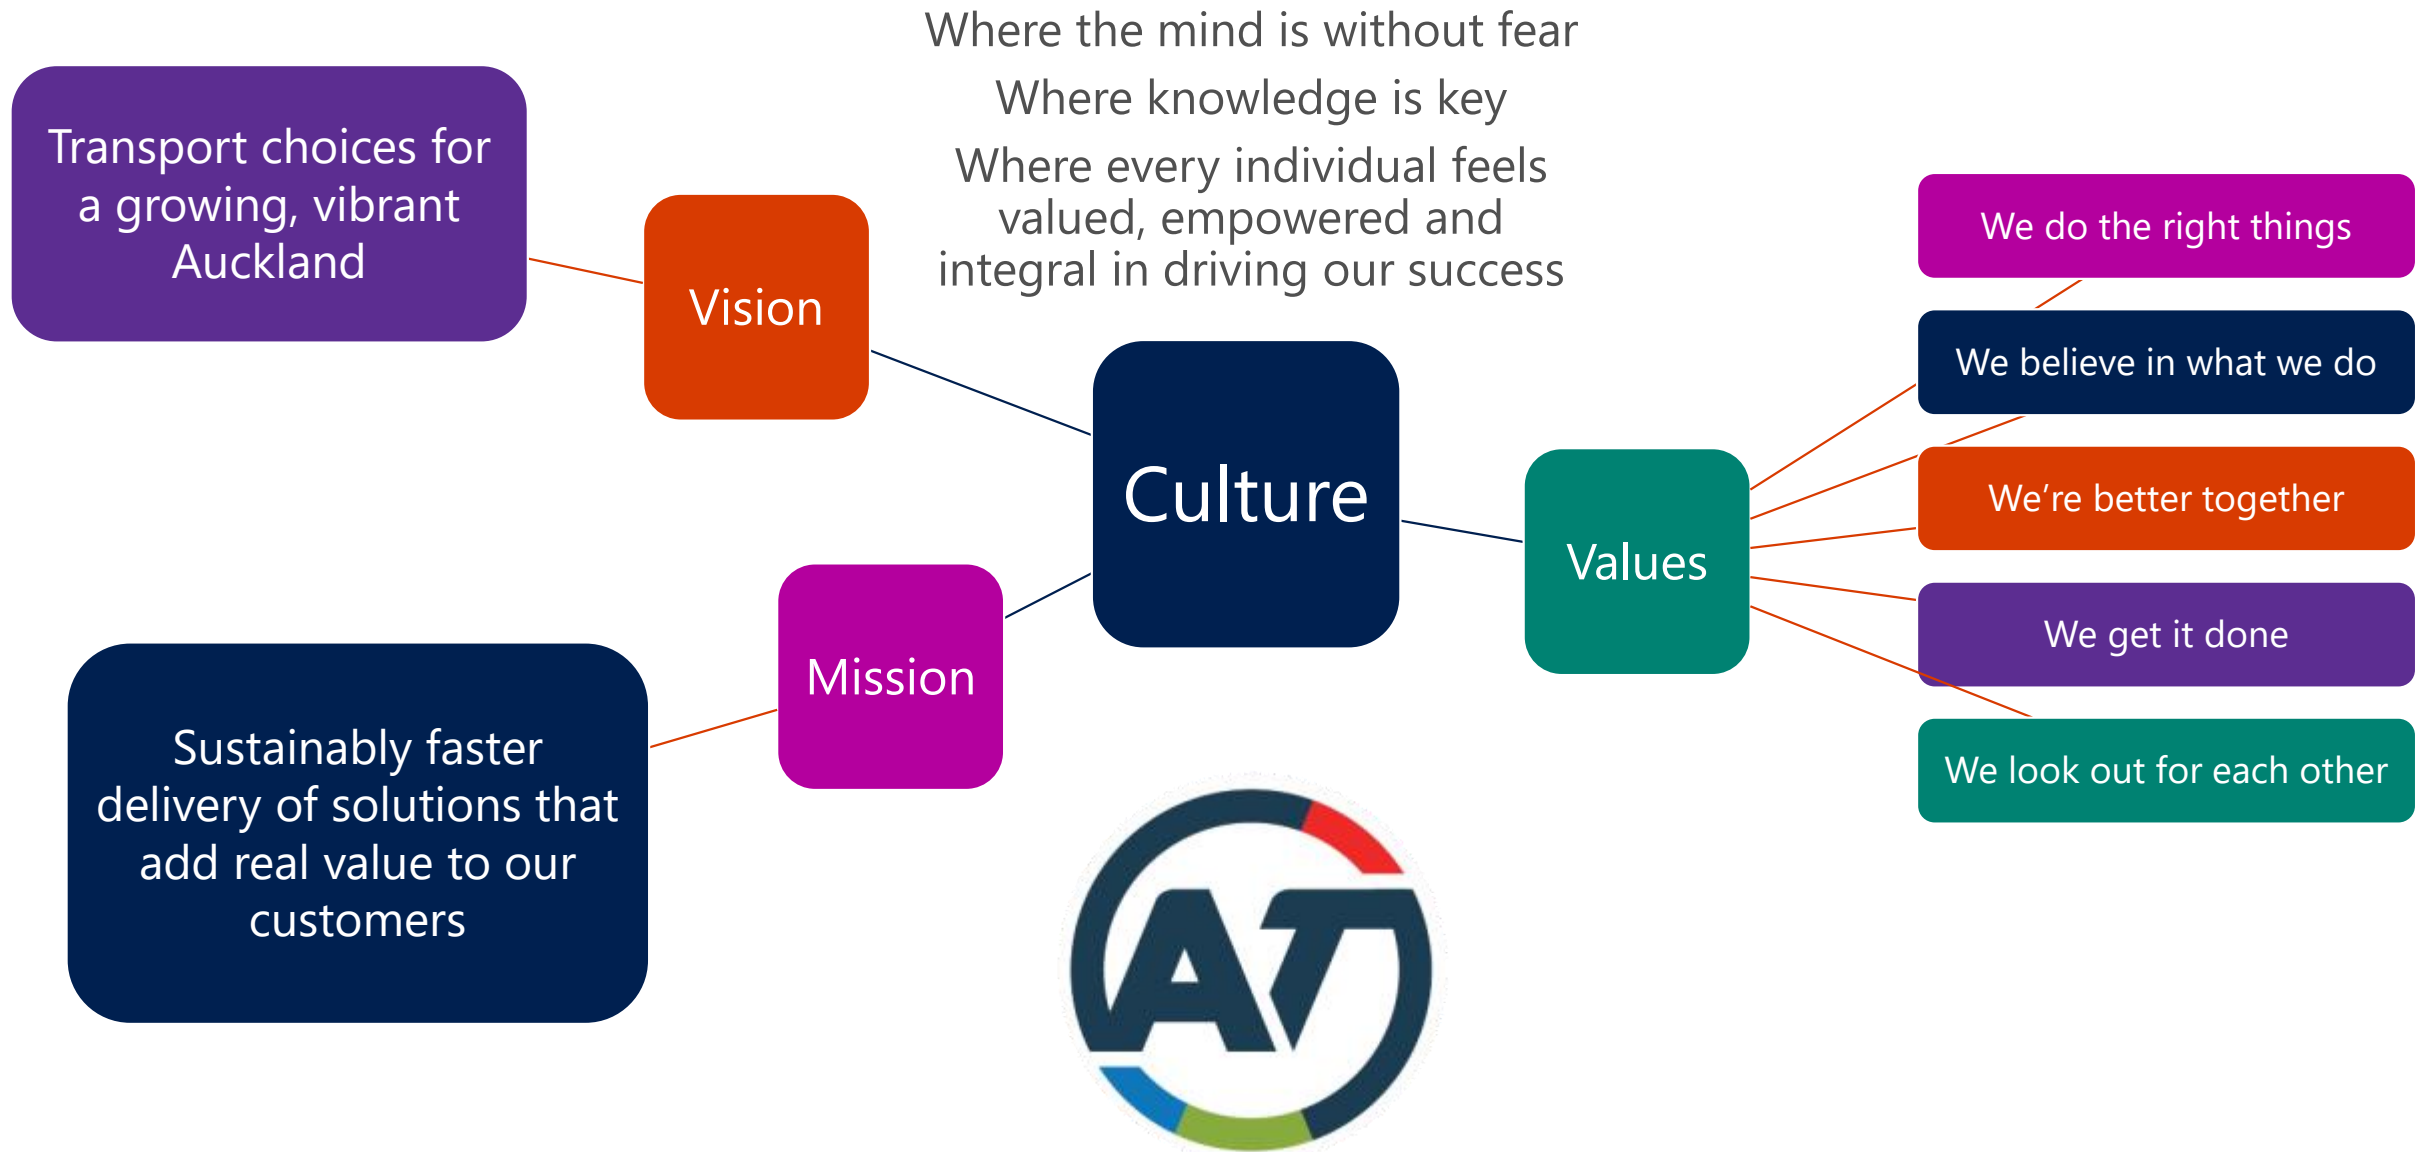 Where the mind is without fear
Where knowledge is key
Where every individual feels
valued, empowered and
integral in driving our success
Transport choices for
a growing, vibrant
Auckland
Vision
Culture
Mission
Sustainably faster
delivery of solutions that
add real value to our
customers
Values
We do the right things
We believe in what we do
We’re better together
We get it done
We look out for each other
AT